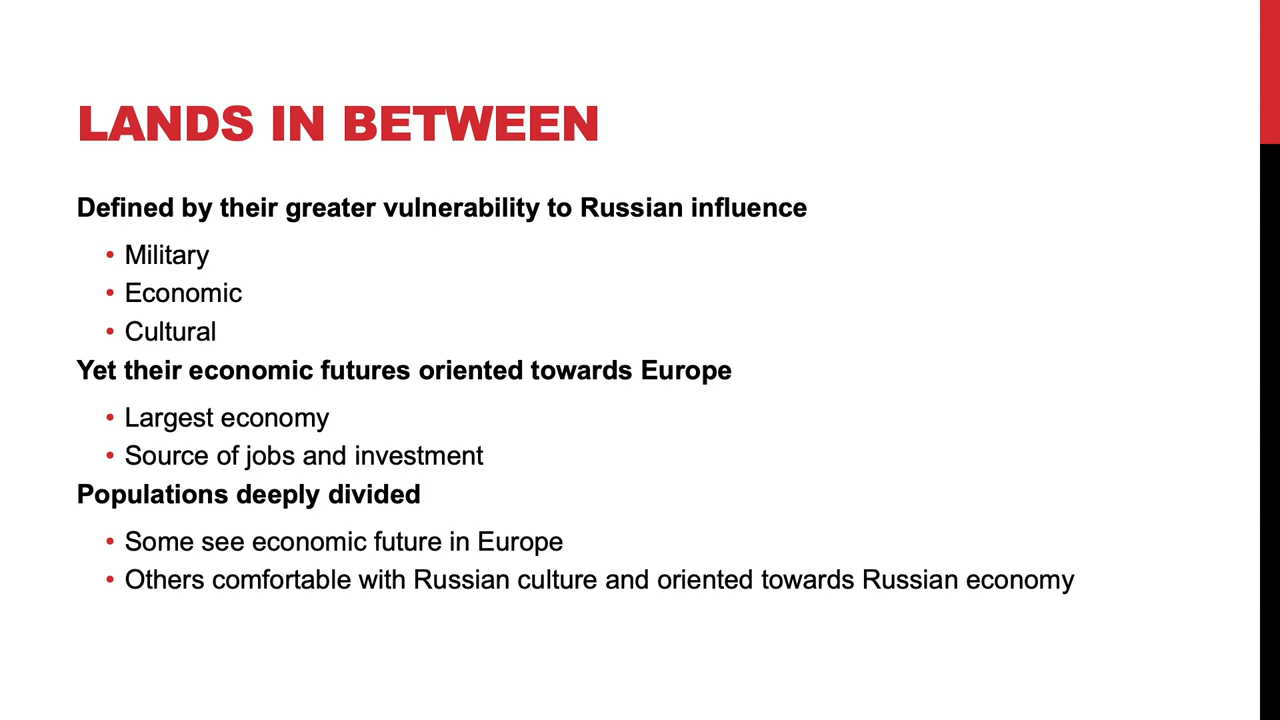 LANDS IN BETWEEN
Defined by their greater vulnerability to Russian influence
• Military
• Economic
• Cultural
Yet their economic futures oriented towards Europe
• Largest economy
• Source of jobs and investment
Populations deeply divided
• Some see economic future in Europe
• Others comfortable with Russian culture and oriented towards Russian economy